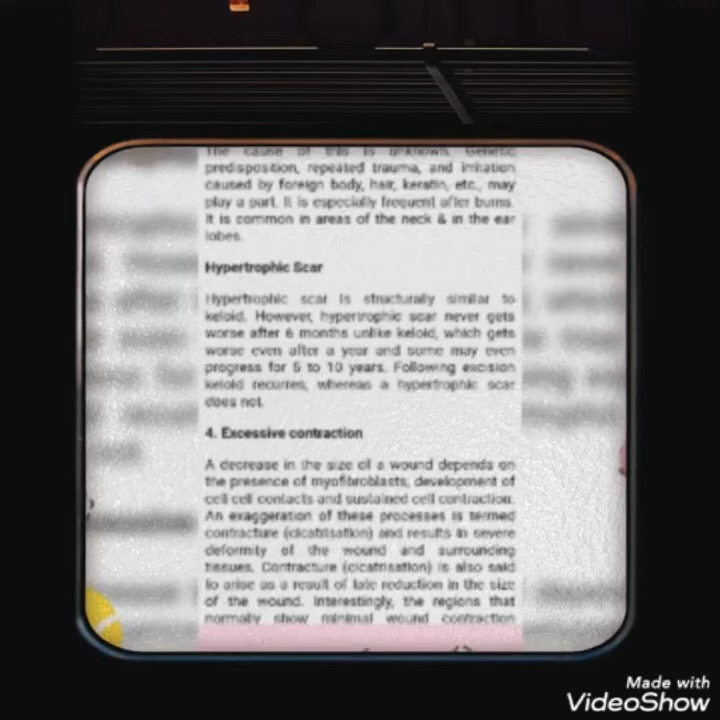 The cause of this is unknown. Genetic
predisposition, repeated trauma, and irritation
caused by foreign body, hair, keratin, etc., may
play a part. It is especially frequent after burns.
It is common in areas of the neck & in the ear
lobes.
Hypertrophic Scar
Hypertrophic scar is structurally similar to
keloid. However, hypertrophic scar never gets
worse after 6 months unlike keloid, which gets
worse even after a year and some may even
progress for 5 to 10 years. Following excision
keloid recurres, whereas a hypertrophic scar
does not.
4. Excessive contraction
A decrease in the size of a wound depends on
the presence of myofibroblasts, development of
cell cell contacts and sustained cell contraction.
An exaggeration of these processes is termed
contracture (cicatrisation) and results in severe
deformity of the wound and surrounding
tissues. Contracture (cicatrisation) is also said
to arise as a result of late reduction in the size
of the wound. Interestingly, the regions that
normally show minimal wound contraction
Made with
VideoShow